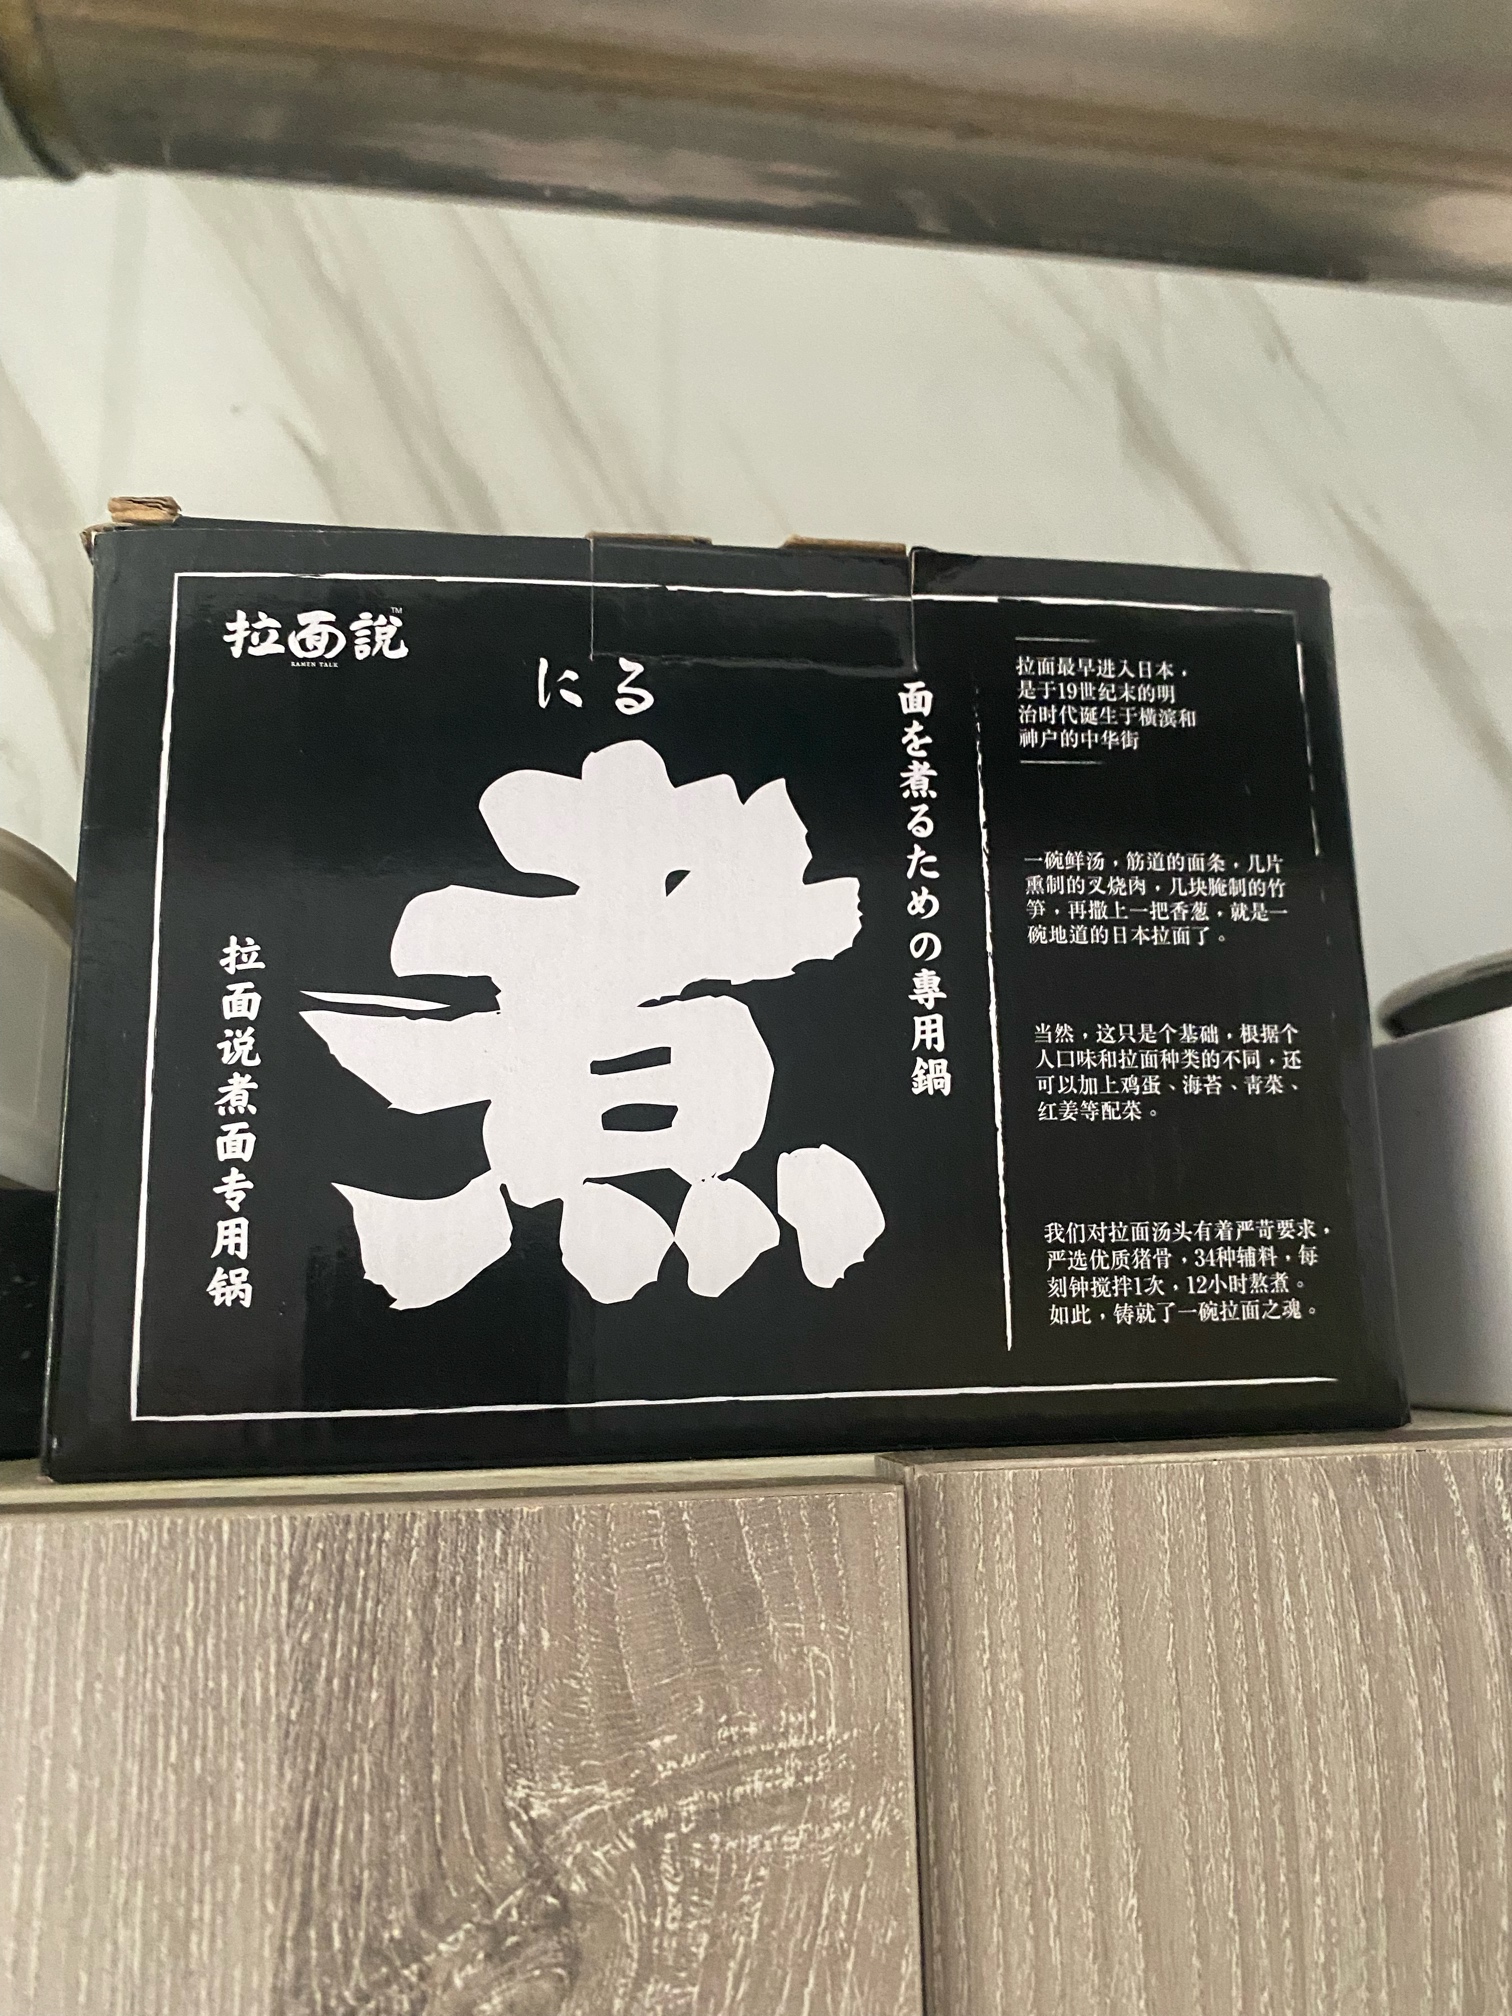 拉面說
TM
RAMEN TALK
にる
煮
面を煮るための專用鍋
拉面说煮面专用锅
拉面最早进入日本，
是于19世纪末的明
治时代诞生于横滨和
神户的中华街
一碗鲜汤，筋道的面条，几片
熏制的叉烧肉，几块腌制的竹
笋，再撒上一把香葱，就是一
碗地道的日本拉面了。
当然，这只是个基础，根据个
人口味和拉面种类的不同，还
可以加上鸡蛋、海苔、青菜、
红姜等配菜。
我们对拉面汤头有着严苛要求，
严选优质猪骨，34种辅料，每
刻钟搅拌1次，12小时熬煮。
如此，铸就了一碗拉面之魂。